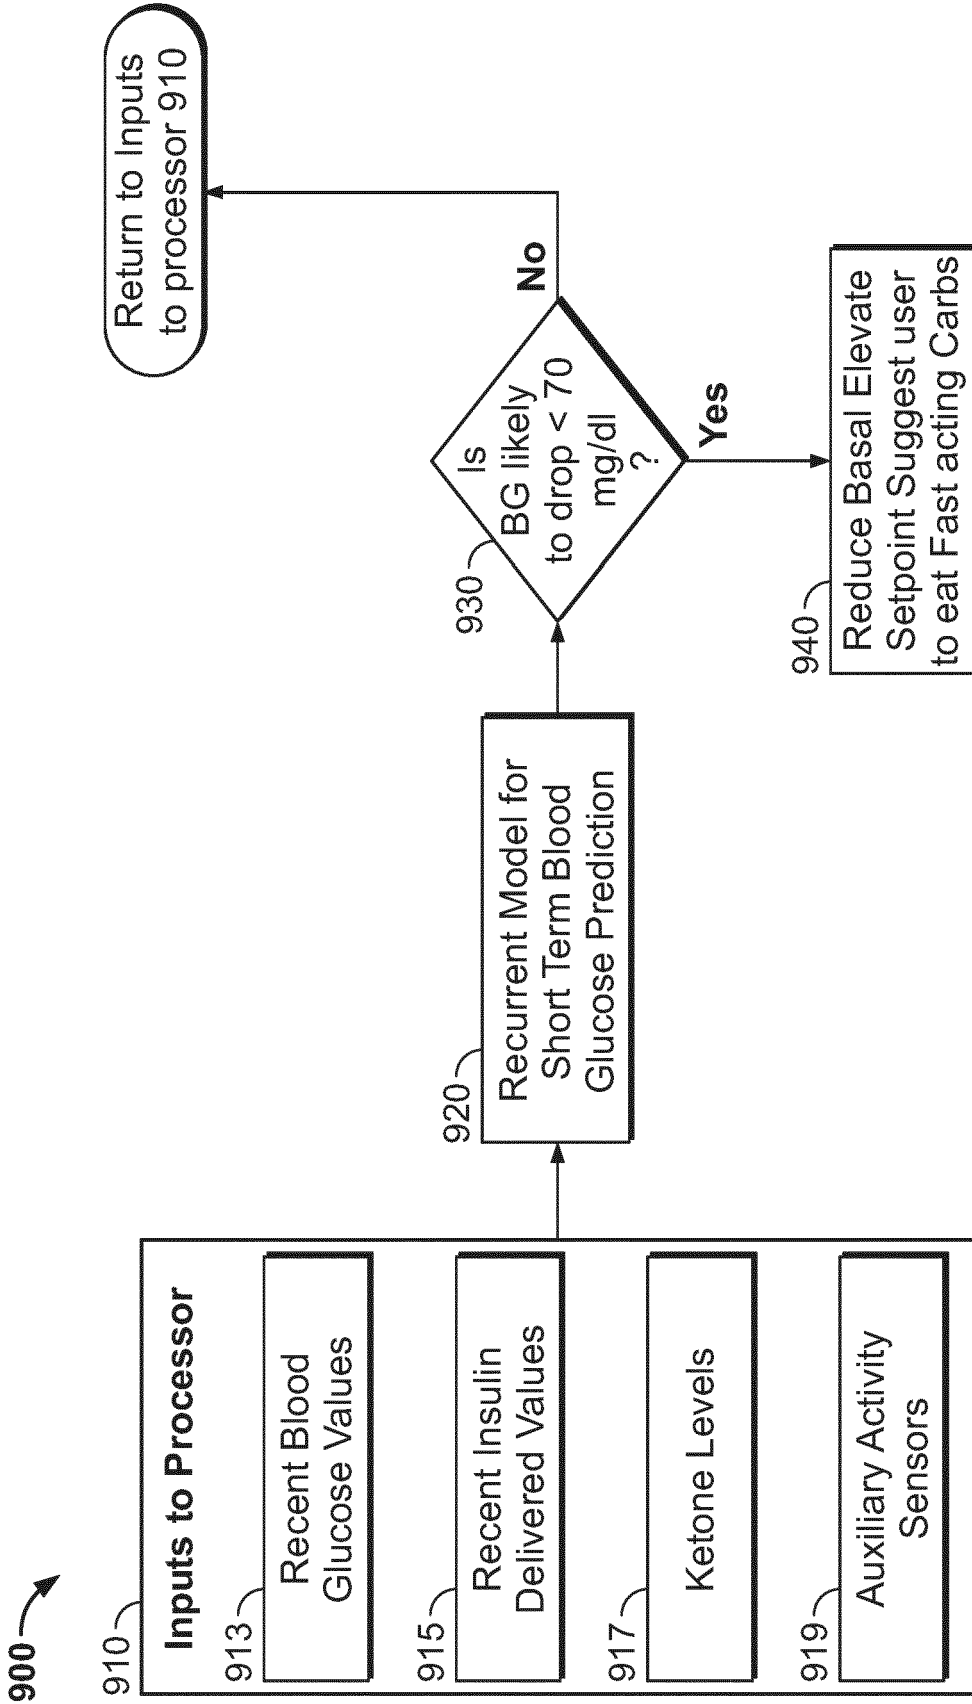 900
910
Inputs to Processor
913
Recent Blood
Glucose Values
915
Recent Insulin
Delivered Values
917
Ketone Levels
919
Auxiliary Activity
Sensors
920
Recurrent Model for
Short Term Blood
Glucose Prediction
930
Is
BG likely
to drop < 70
mg/dl
?
No
Return to Inputs
to processor 910
Yes
940
Reduce Basal Elevate
Setpoint Suggest user
to eat Fast acting Carbs